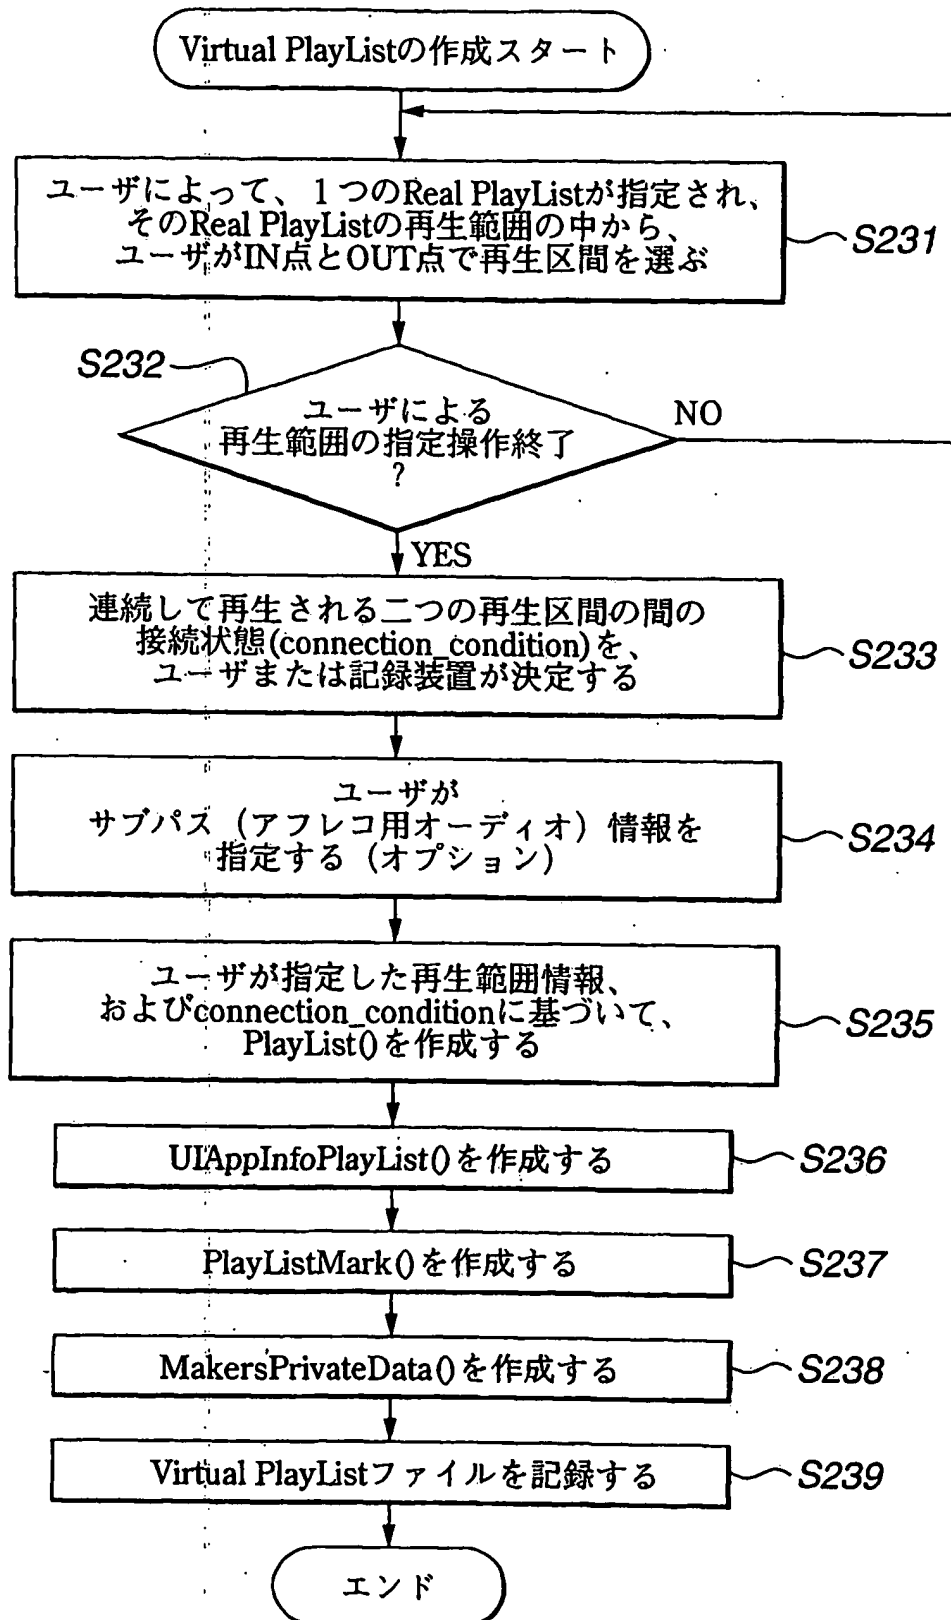 Virtual PlayListの作成スタート
ユーザによって、１つのReal PlayListが指定され、
そのReal PlayListの再生範囲の中から、
ユーザがIN点とOUT点で再生区間を選ぶ
S231
S232
ユーザによる
再生範囲の指定操作終了
?
NO
YES
連続して再生される二つの再生区間の間の
接続状態(connection_condition)を、
ユーザまたは記録装置が決定する
S233
ユーザが
サブパス（アフレコ用オーディオ）情報を
指定する（オプション）
S234
ユーザが指定した再生範囲情報、
およびconnection_conditionに基づいて、
PlayList()を作成する
S235
UIAppInfoPlayList()を作成する
S236
PlayListMark()を作成する
S237
MakersPrivateData()を作成する
S238
Virtual PlayListファイルを記録する
S239
エンド